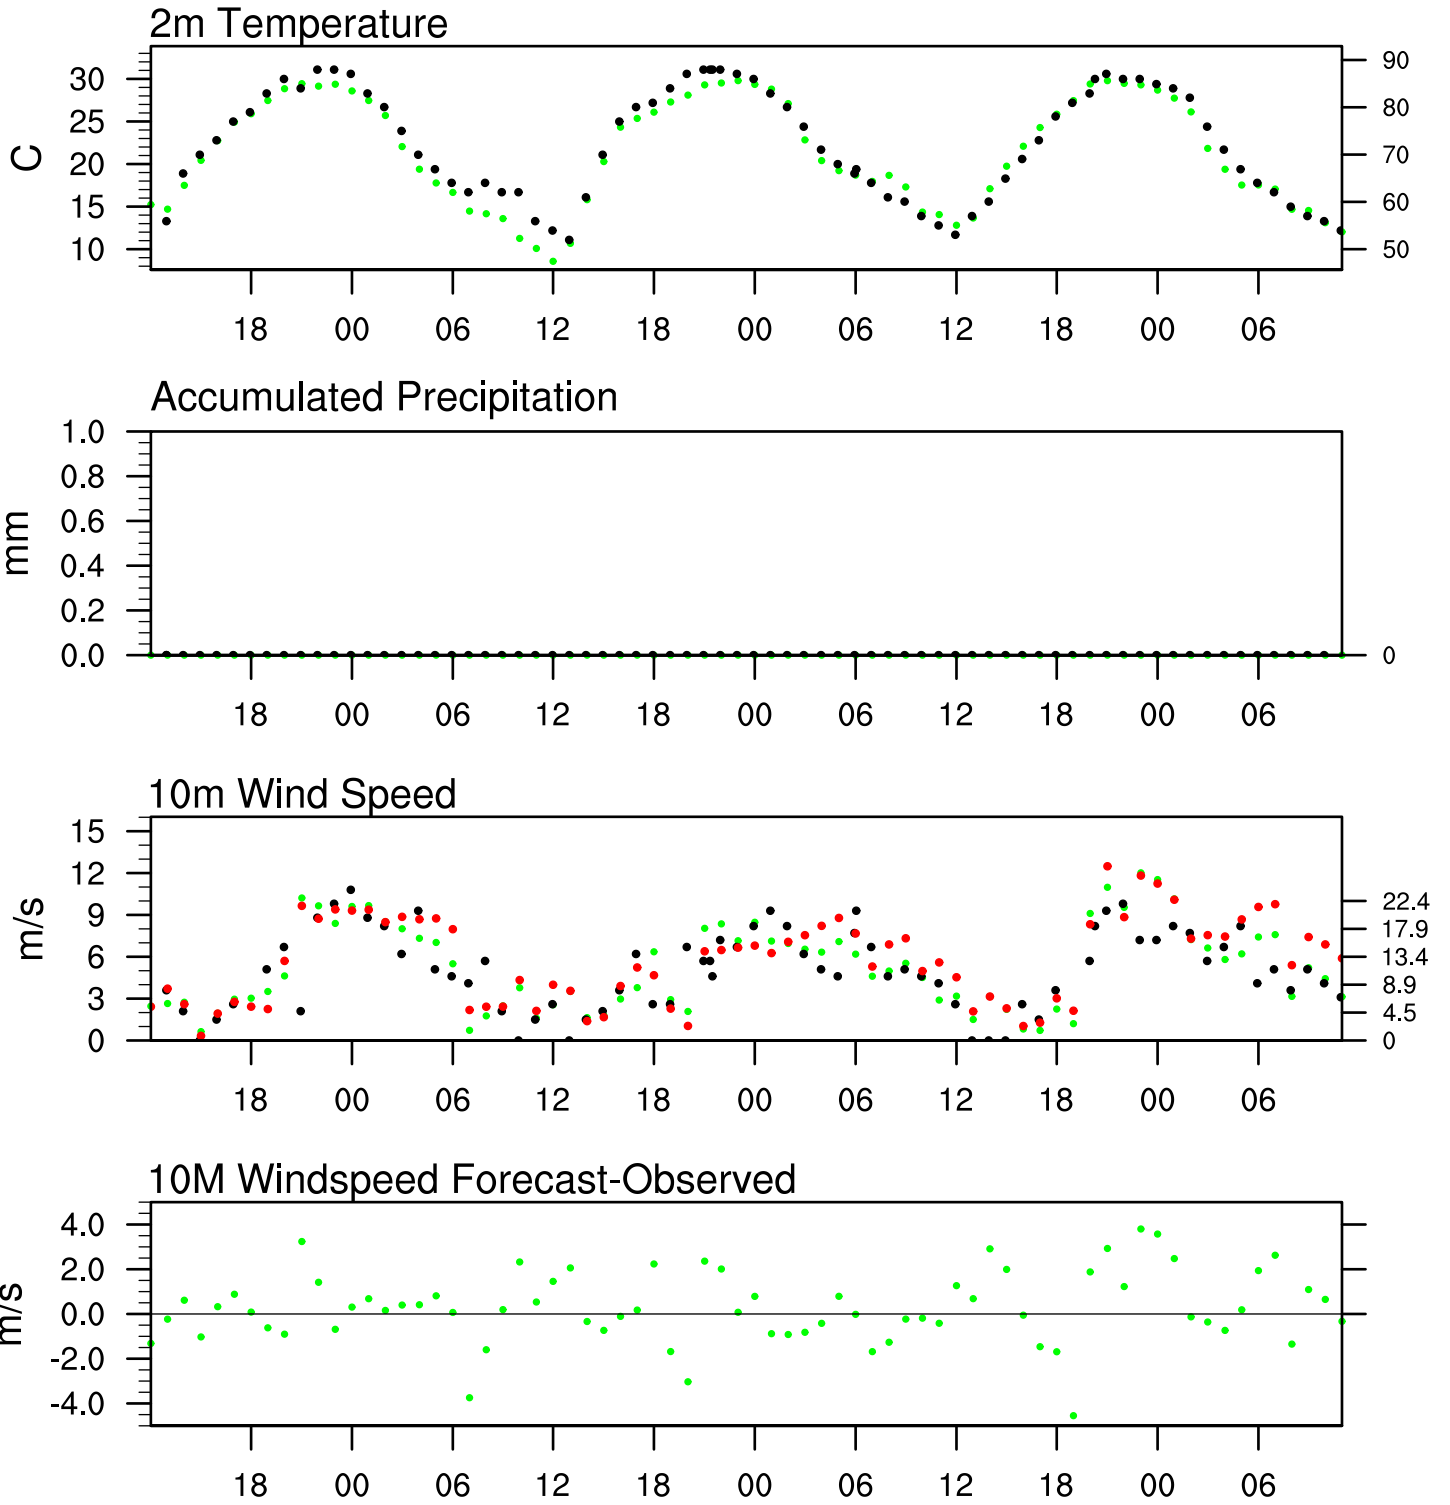 2m Temperature
30
25
20
15
10
C
90
80
70
60
50
18 00 06 12 18 00 06 12 18 00 06
Accumulated Precipitation
1.0
0.8
0.6
0.4
0.2
0.0
mm
0
18 00 06 12 18 00 06 12 18 00 06
10m Wind Speed
15
12
9
6
3
0
m/s
22.4
17.9
13.4
8.9
4.5
0
18 00 06 12 18 00 06 12 18 00 06
10M Windspeed Forecast-Observed
4.0
2.0
0.0
-2.0
-4.0
m/s
18 00 06 12 18 00 06 12 18 00 06